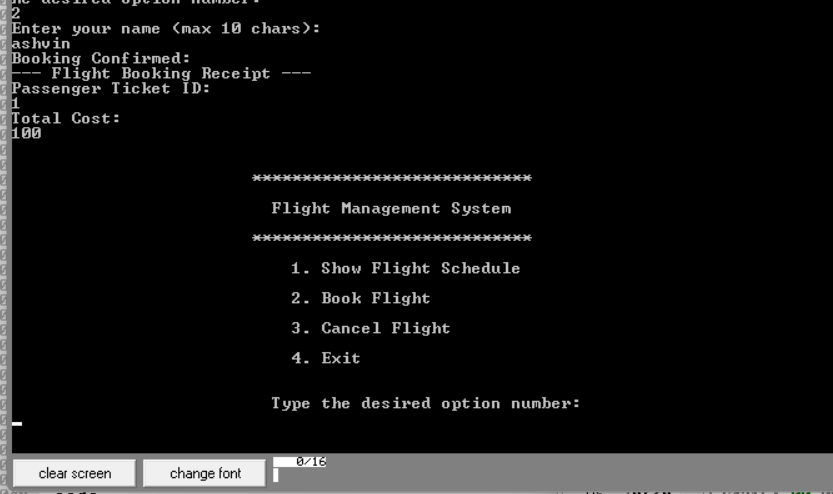 he desired option number:
2
Enter your name (max 10 chars):
ashvin
Booking Confirmed:
--- Flight Booking Receipt ---
Passenger Ticket ID:
1
Total Cost:
100
****************************
Flight Management System
****************************
1. Show Flight Schedule
2. Book Flight
3. Cancel Flight
4. Exit
Type the desired option number:
clear screen change font 0/16